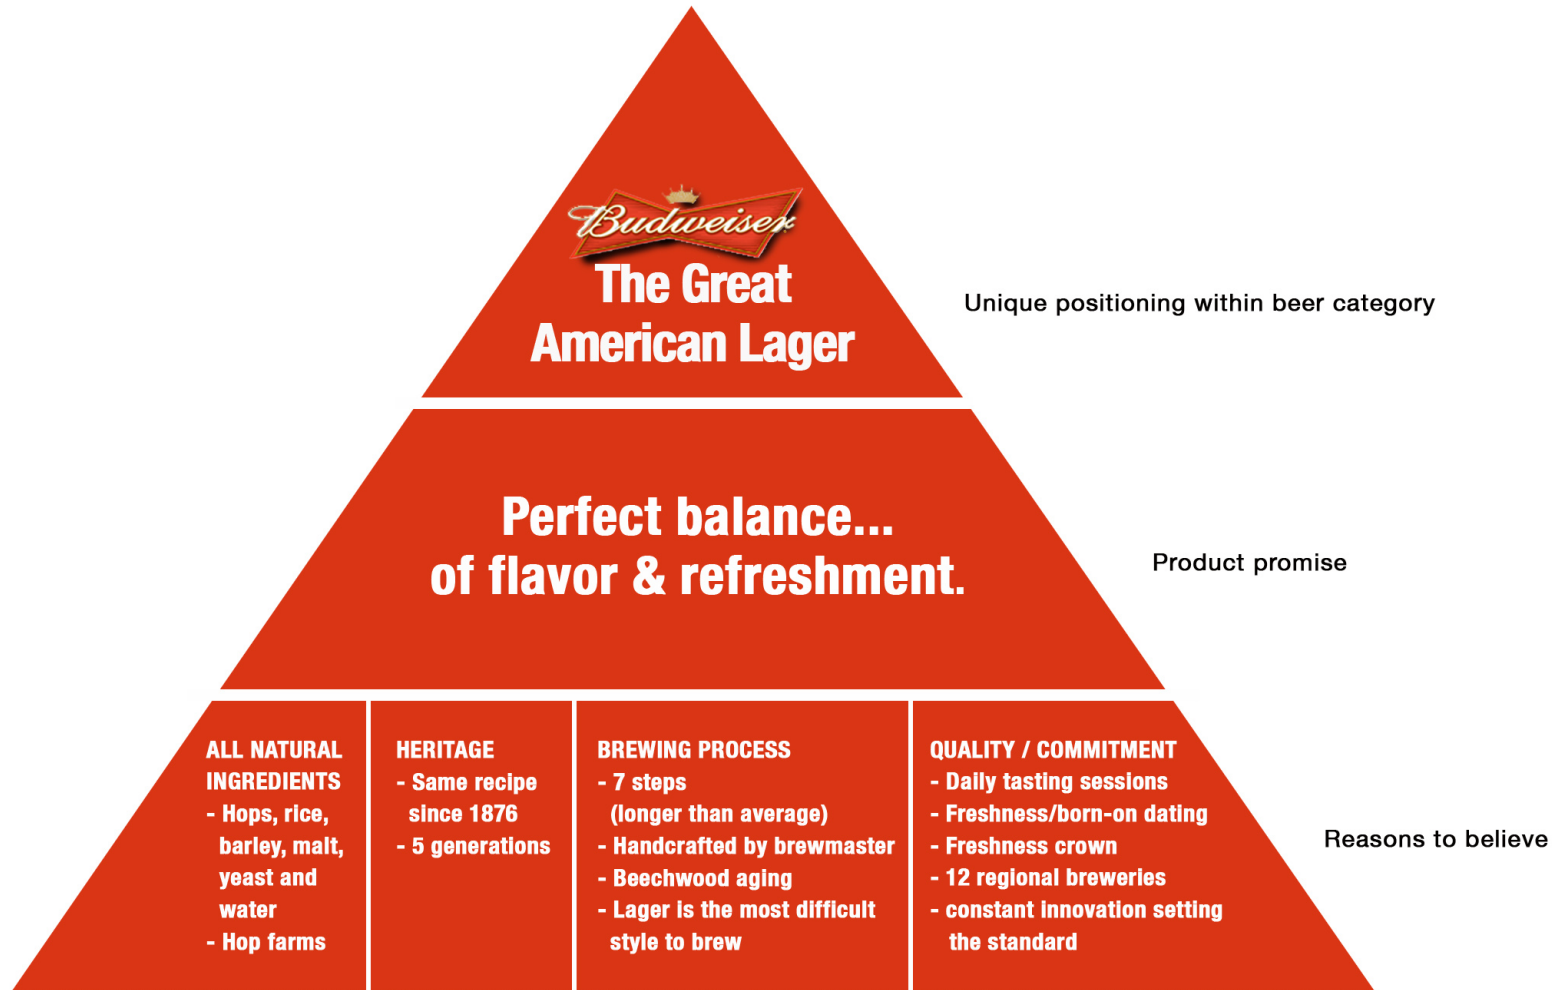 Budweiser
The Great
American Lager
Unique positioning within beer category
Perfect balance...
of flavor & refreshment.
Product promise
ALL NATURAL
INGREDIENTS
- Hops, rice,
barley, malt,
yeast and
water
- Hop farms
HERITAGE
- Same recipe
since 1876
- 5 generations
BREWING PROCESS
- 7 steps
(longer than average)
- Handcrafted by brewmaster
- Beechwood aging
- Lager is the most difficult
style to brew
QUALITY / COMMITMENT
- Daily tasting sessions
- Freshness/born-on dating
- Freshness crown
- 12 regional breweries
- constant innovation setting
the standard
Reasons to believe